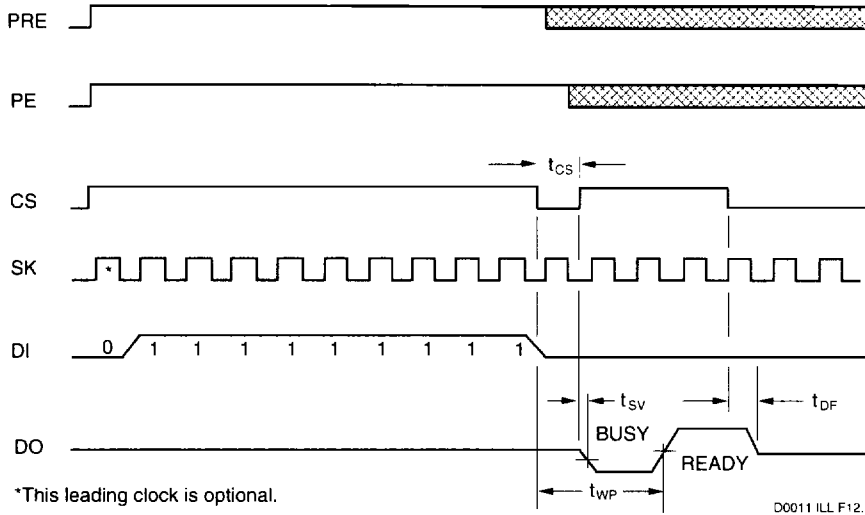 PRE
PE
t_CS
CS
SK
*
DI
0 1 1 1 1 1 1 1 1 1
t_SV
t_DF
BUSY
DO
READY
t_WP
*This leading clock is optional.
D0011 ILL F12.